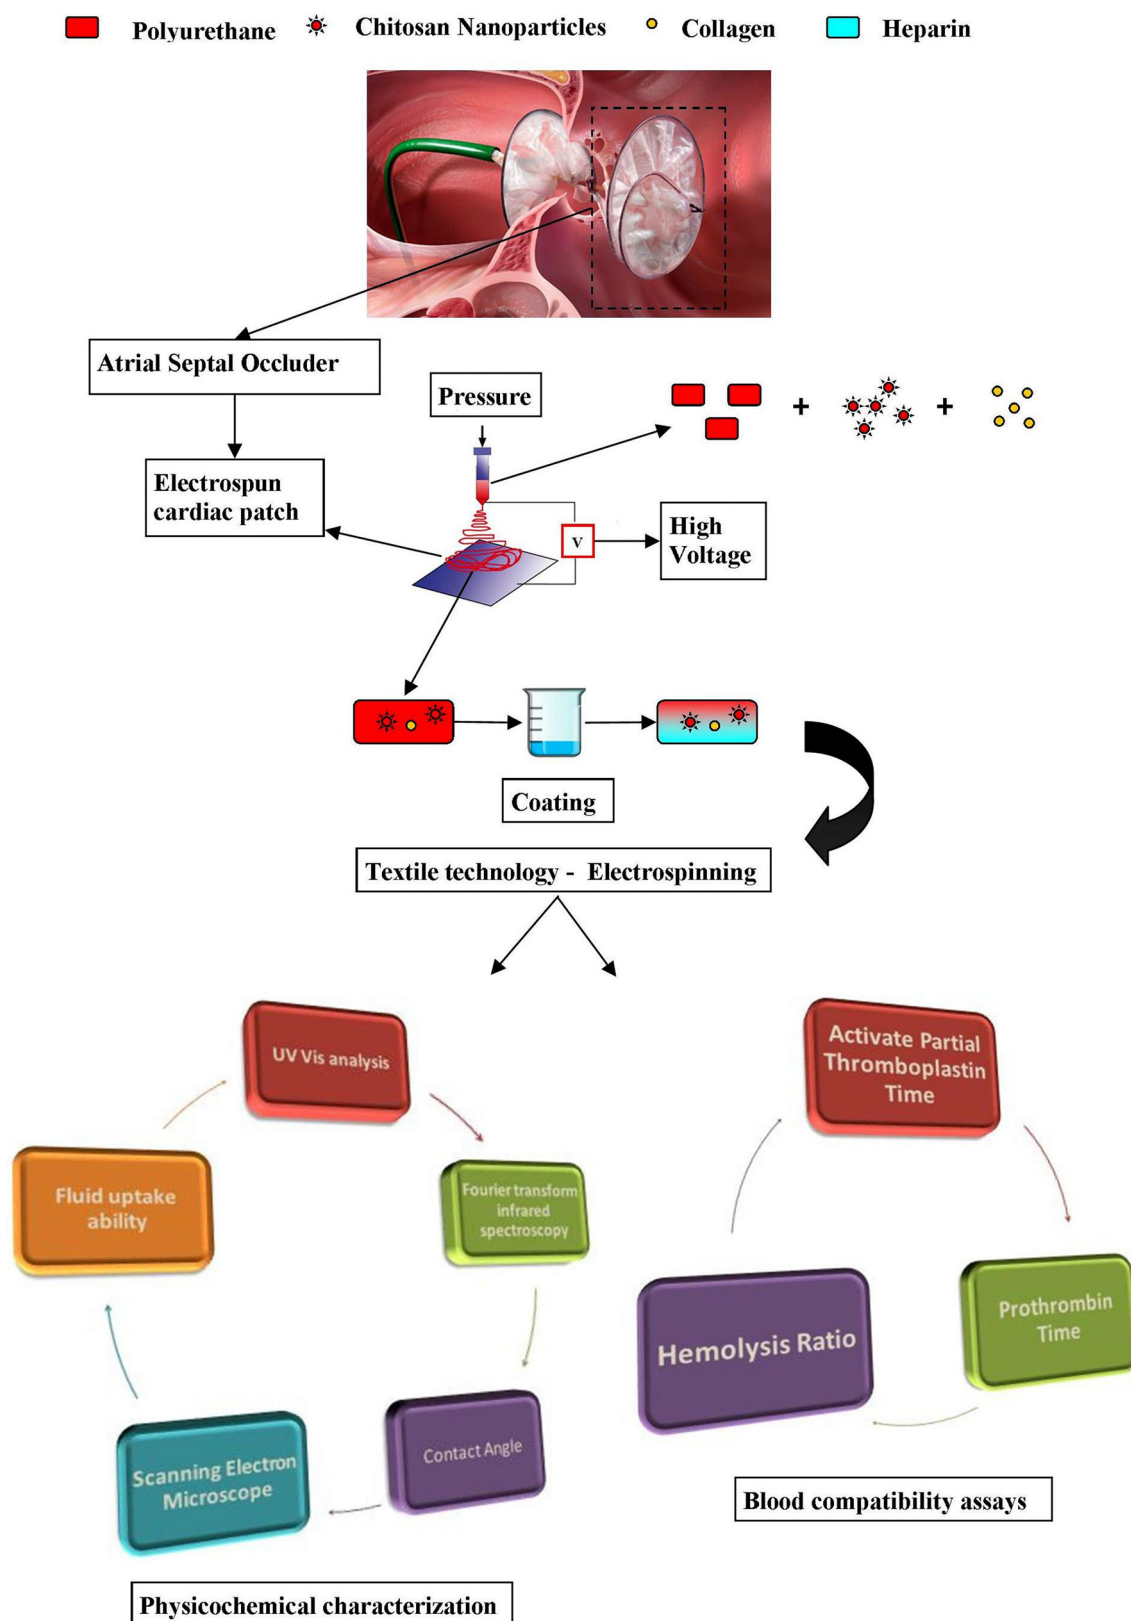 Polyurethane Chitosan Nanoparticles Collagen Heparin
Atrial Septal Occluder
Pressure
+ +
Electrospun
cardiac patch
V
High
Voltage
Coating
Textile technology - Electrospinning
UV Vis analysis
Fourier transform
infrared
spectroscopy
Contact Angle
Scanning Electron
Microscope
Fluid uptake
ability
Physicochemical characterization
Activate Partial
Thromboplastin
Time
Prothrombin
Time
Hemolysis Ratio
Blood compatibility assays